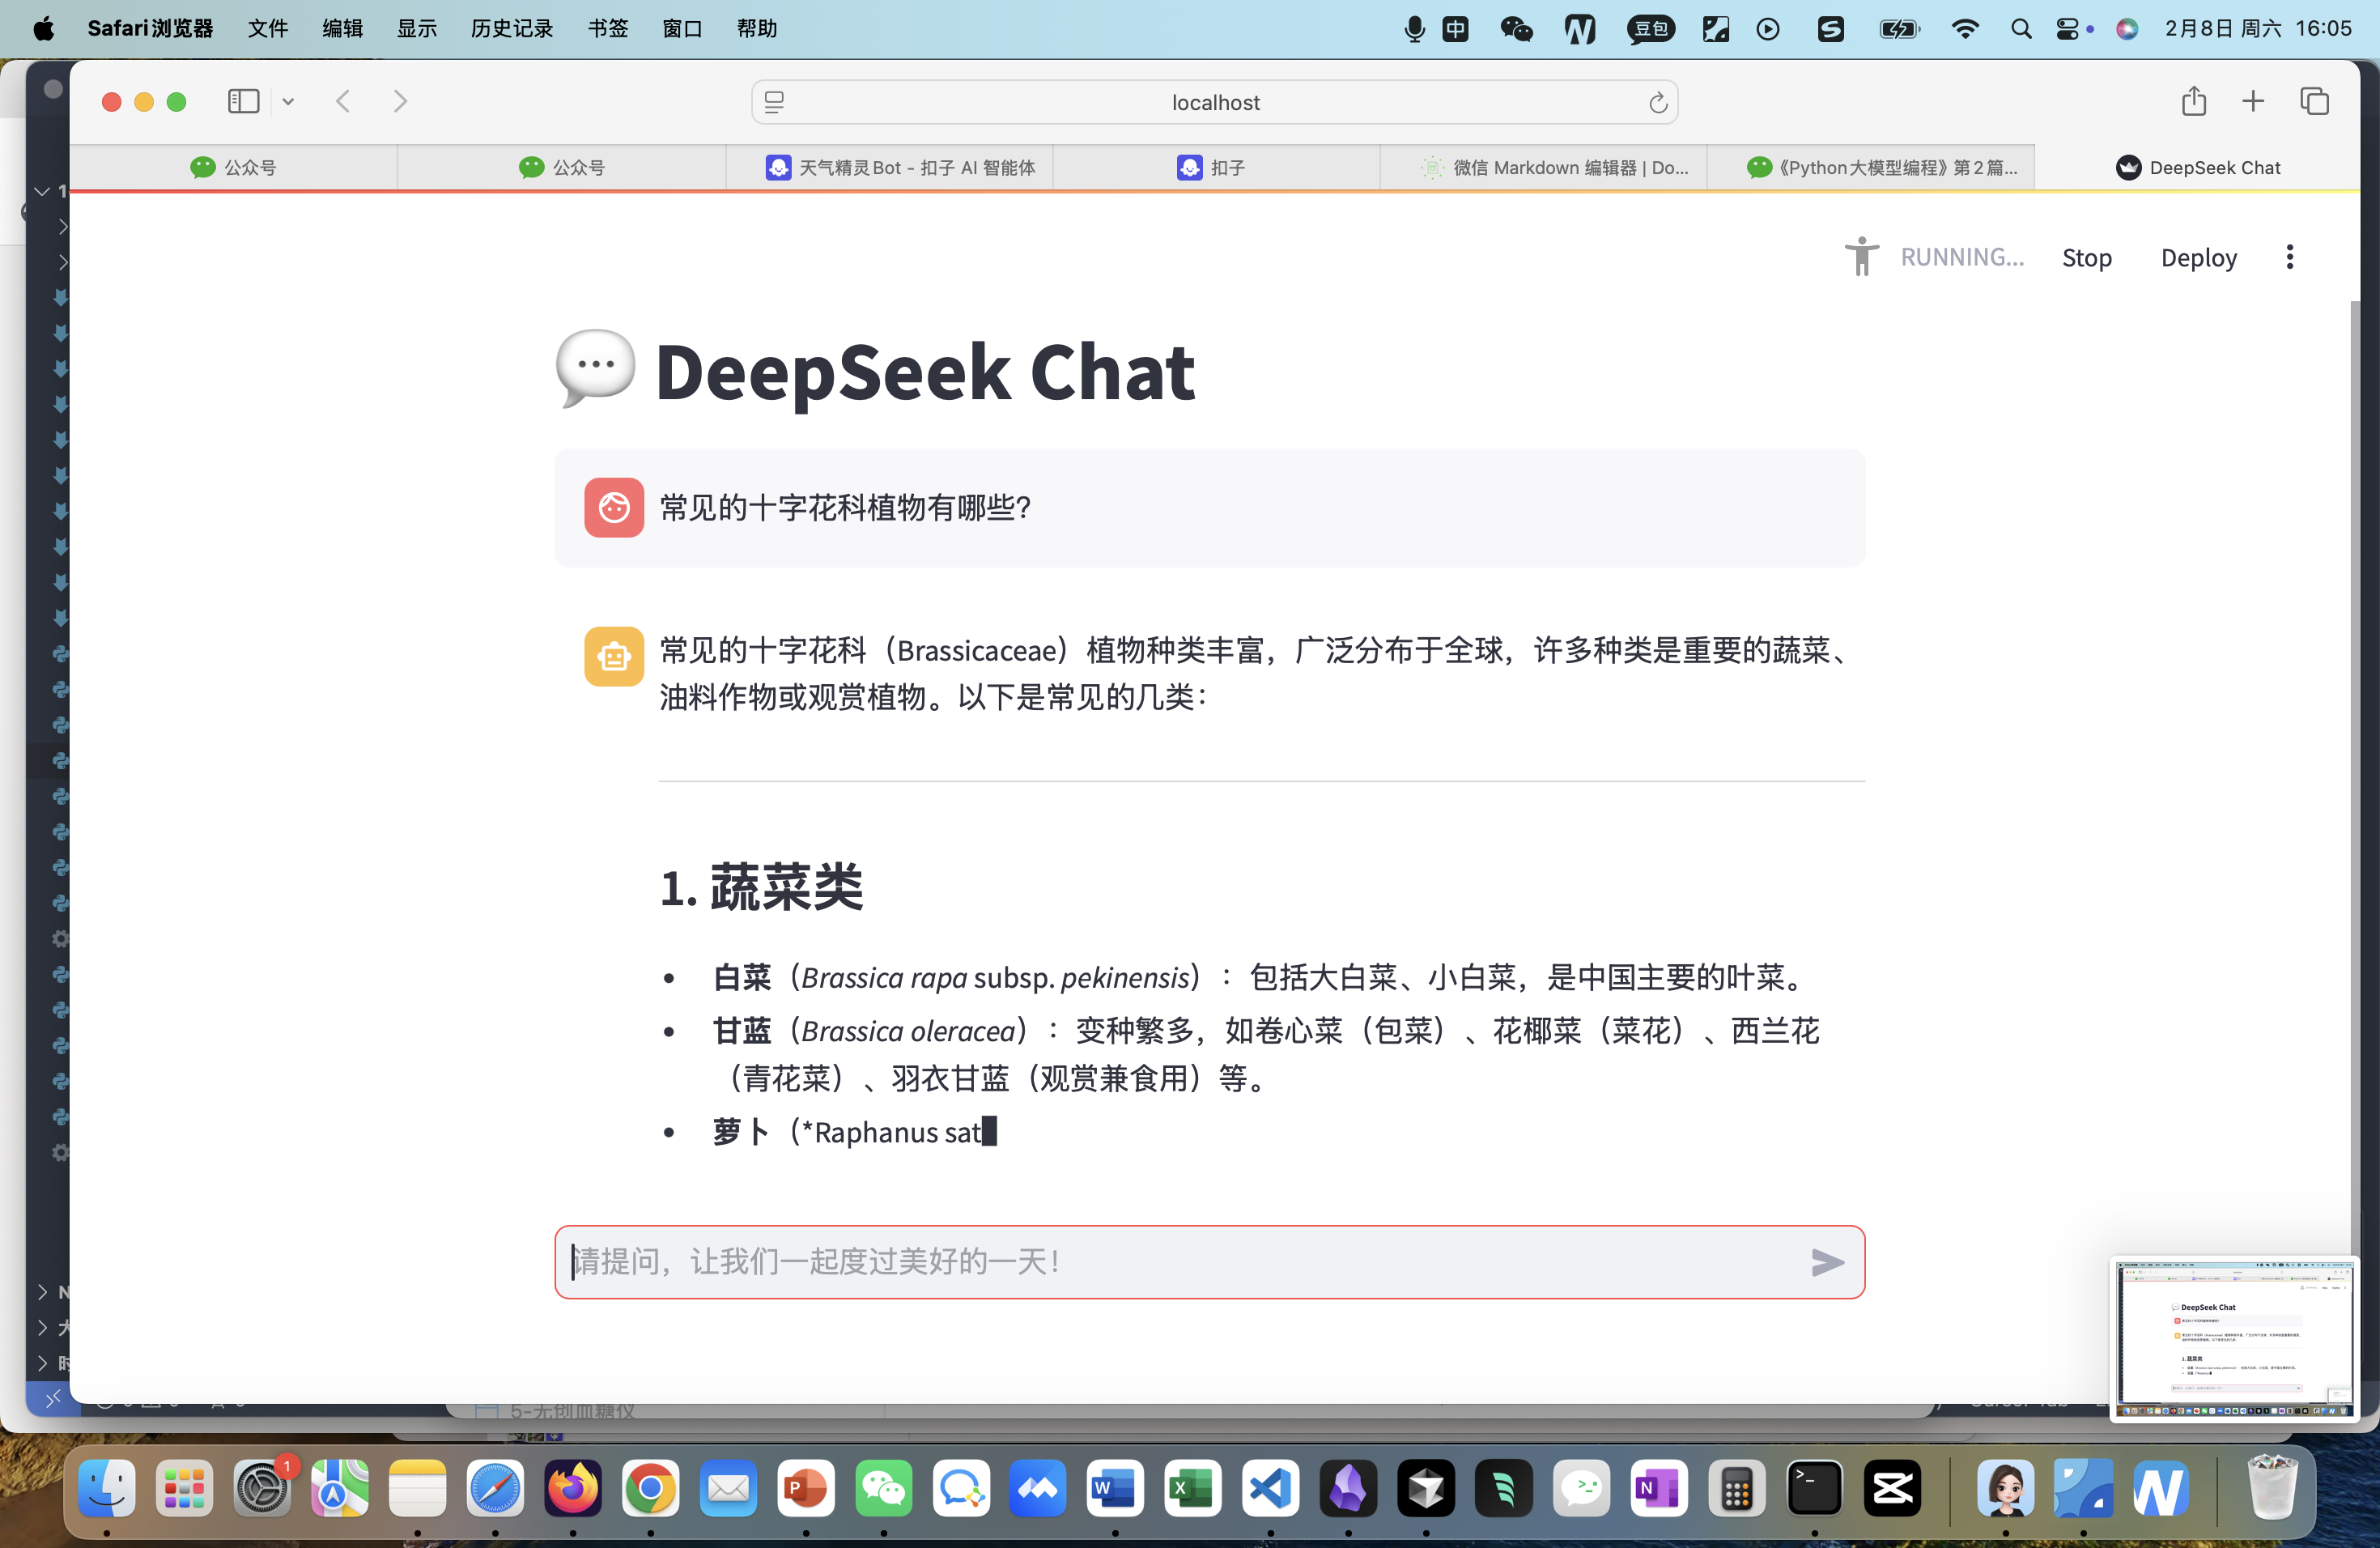 Safari浏览器 文件 编辑 显示 历史记录 书签 窗口 帮助
中 豆包 2月8日 周六 16:05
localhost
公众号
公众号
天气精灵Bot - 扣子 AI 智能体
扣子
微信 Markdown 编辑器 | Do...
《Python大模型编程》第2篇...
DeepSeek Chat
RUNNING... Stop Deploy
DeepSeek Chat
常见的十字花科植物有哪些？
常见的十字花科（Brassicaceae）植物种类丰富，广泛分布于全球，许多种类是重要的蔬菜、
油料作物或观赏植物。以下是常见的几类：
1. 蔬菜类
• 白菜（Brassica rapa subsp. pekinensis）：包括大白菜、小白菜，是中国主要的叶菜。
• 甘蓝（Brassica oleracea）：变种繁多，如卷心菜（包菜）、花椰菜（菜花）、西兰花
（青花菜）、羽衣甘蓝（观赏兼食用）等。
• 萝卜（*Raphanus sat
请提问，让我们一起度过美好的一天！
DeepSeek Chat
5-无创血糖仪
1